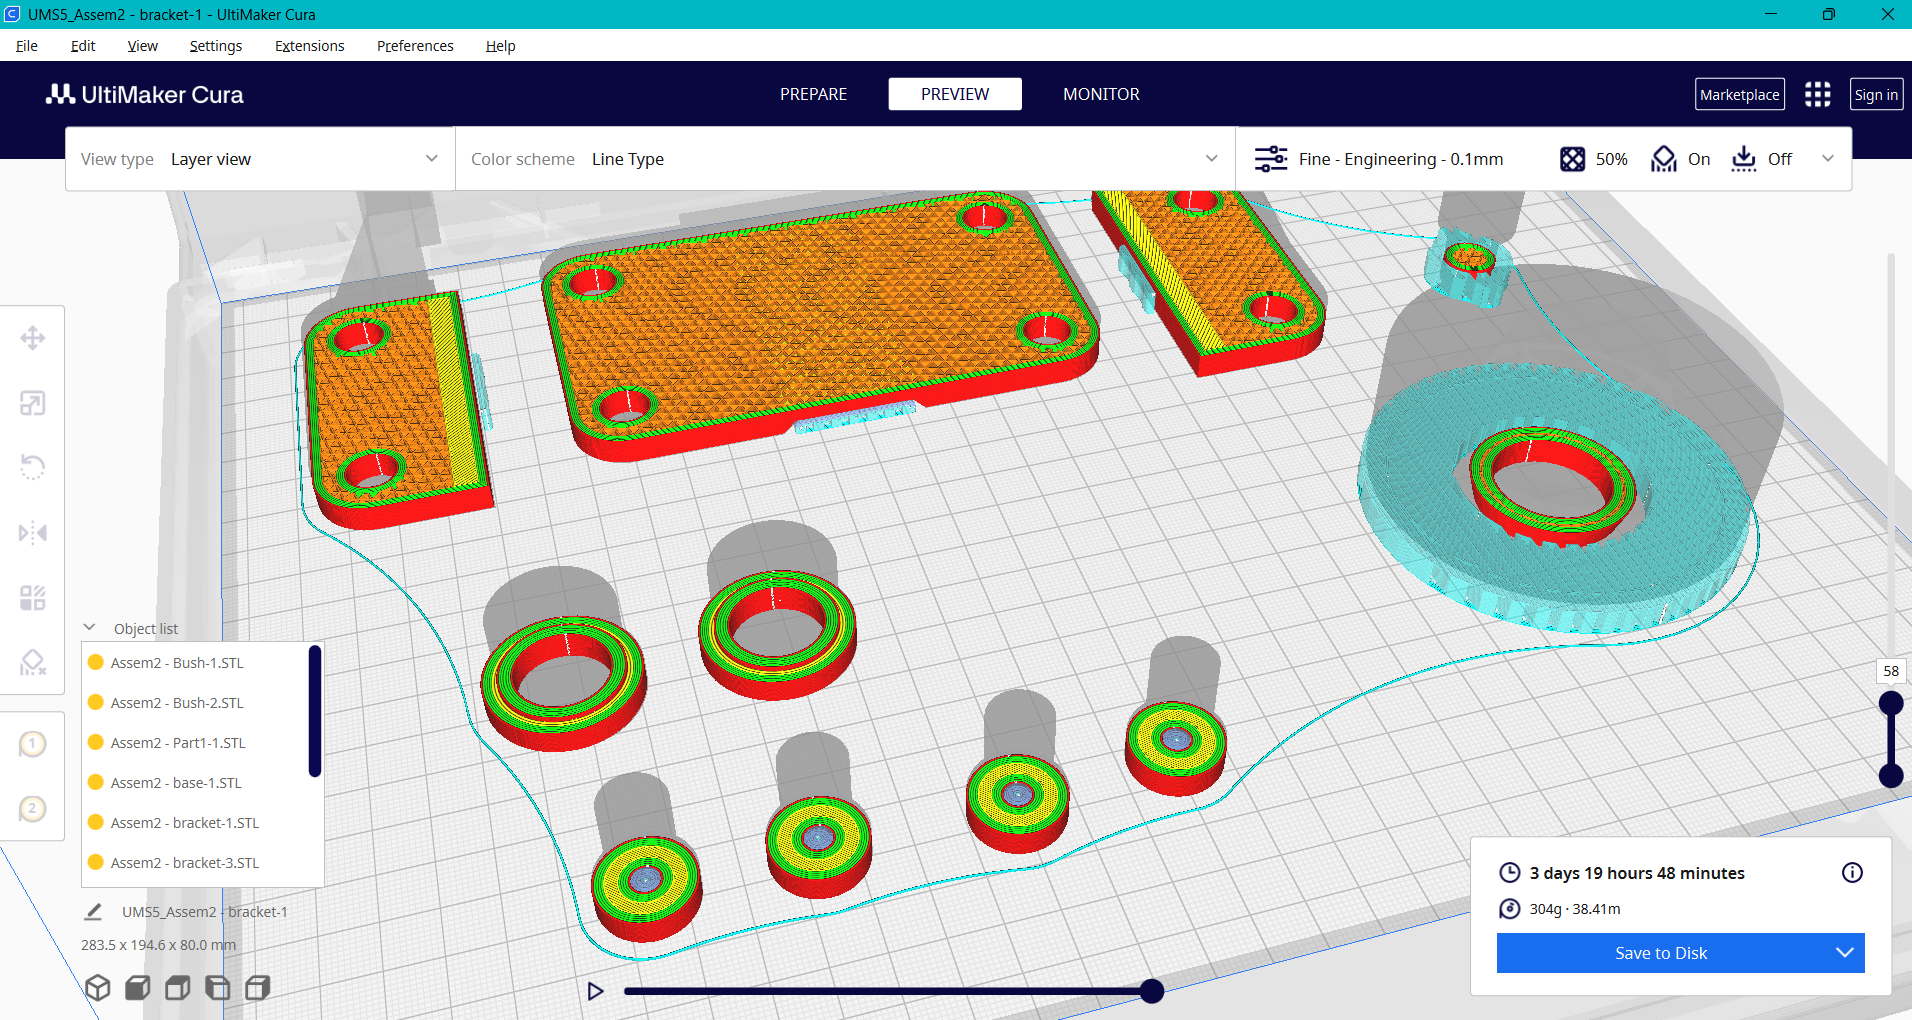 UMS5_Assem2 - bracket-1 - UltiMaker Cura
File Edit View Settings Extensions Preferences Help
UltiMaker Cura
PREPARE PREVIEW MONITOR
Marketplace Sign in
View type Layer view Color scheme Line Type Fine - Engineering - 0.1mm 50% On Off
58
1
2
Object list
Assem2 - Bush-1.STL
Assem2 - Bush-2.STL
Assem2 - Part1-1.STL
Assem2 - base-1.STL
Assem2 - bracket-1.STL
Assem2 - bracket-3.STL
UMS5_Assem2 - bracket-1
283.5 x 194.6 x 80.0 mm
3 days 19 hours 48 minutes
304g · 38.41m
Save to Disk